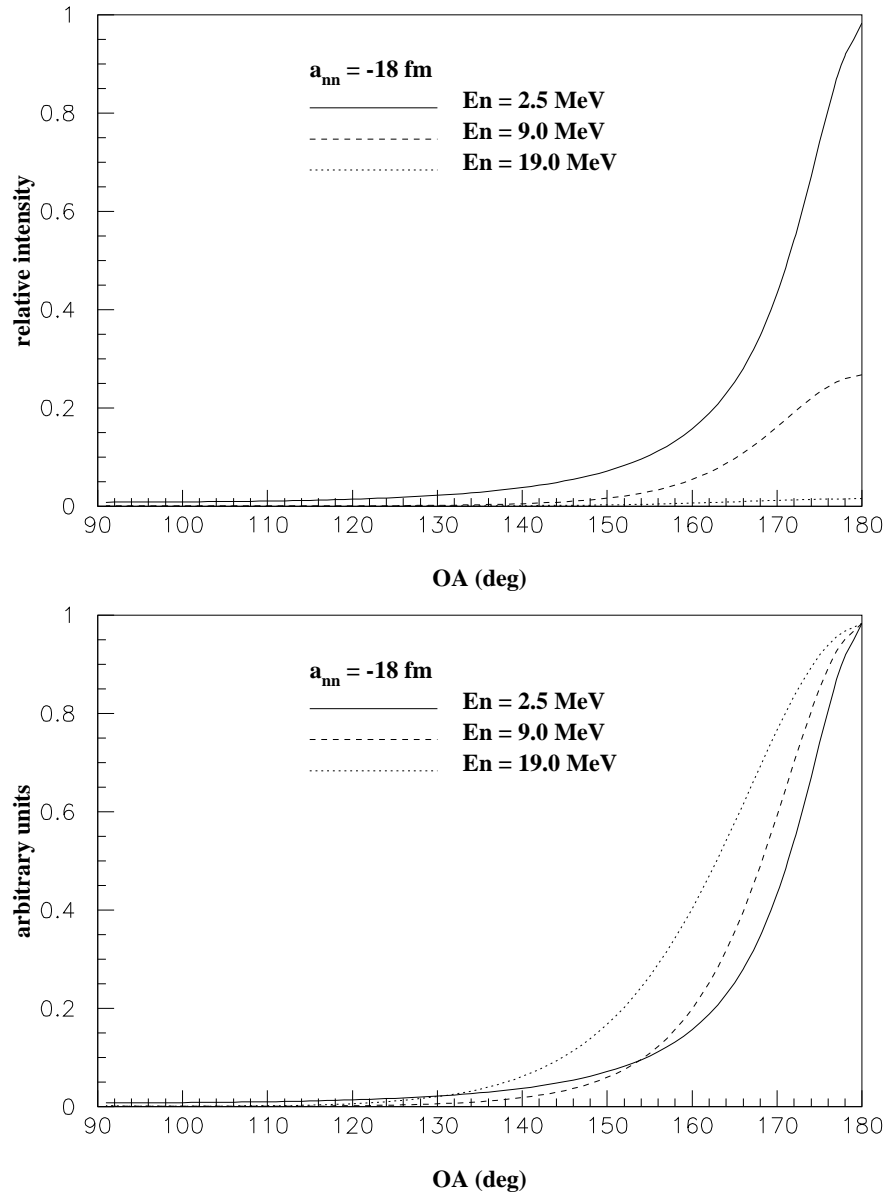 1
0.8
0.6
0.4
0.2
0
relative intensity
a_nn = -18 fm
En = 2.5 MeV
En = 9.0 MeV
En = 19.0 MeV
90 100 110 120 130 140 150 160 170 180
OA (deg)
1
0.8
0.6
0.4
0.2
0
arbitrary units
a_nn = -18 fm
En = 2.5 MeV
En = 9.0 MeV
En = 19.0 MeV
90 100 110 120 130 140 150 160 170 180
OA (deg)